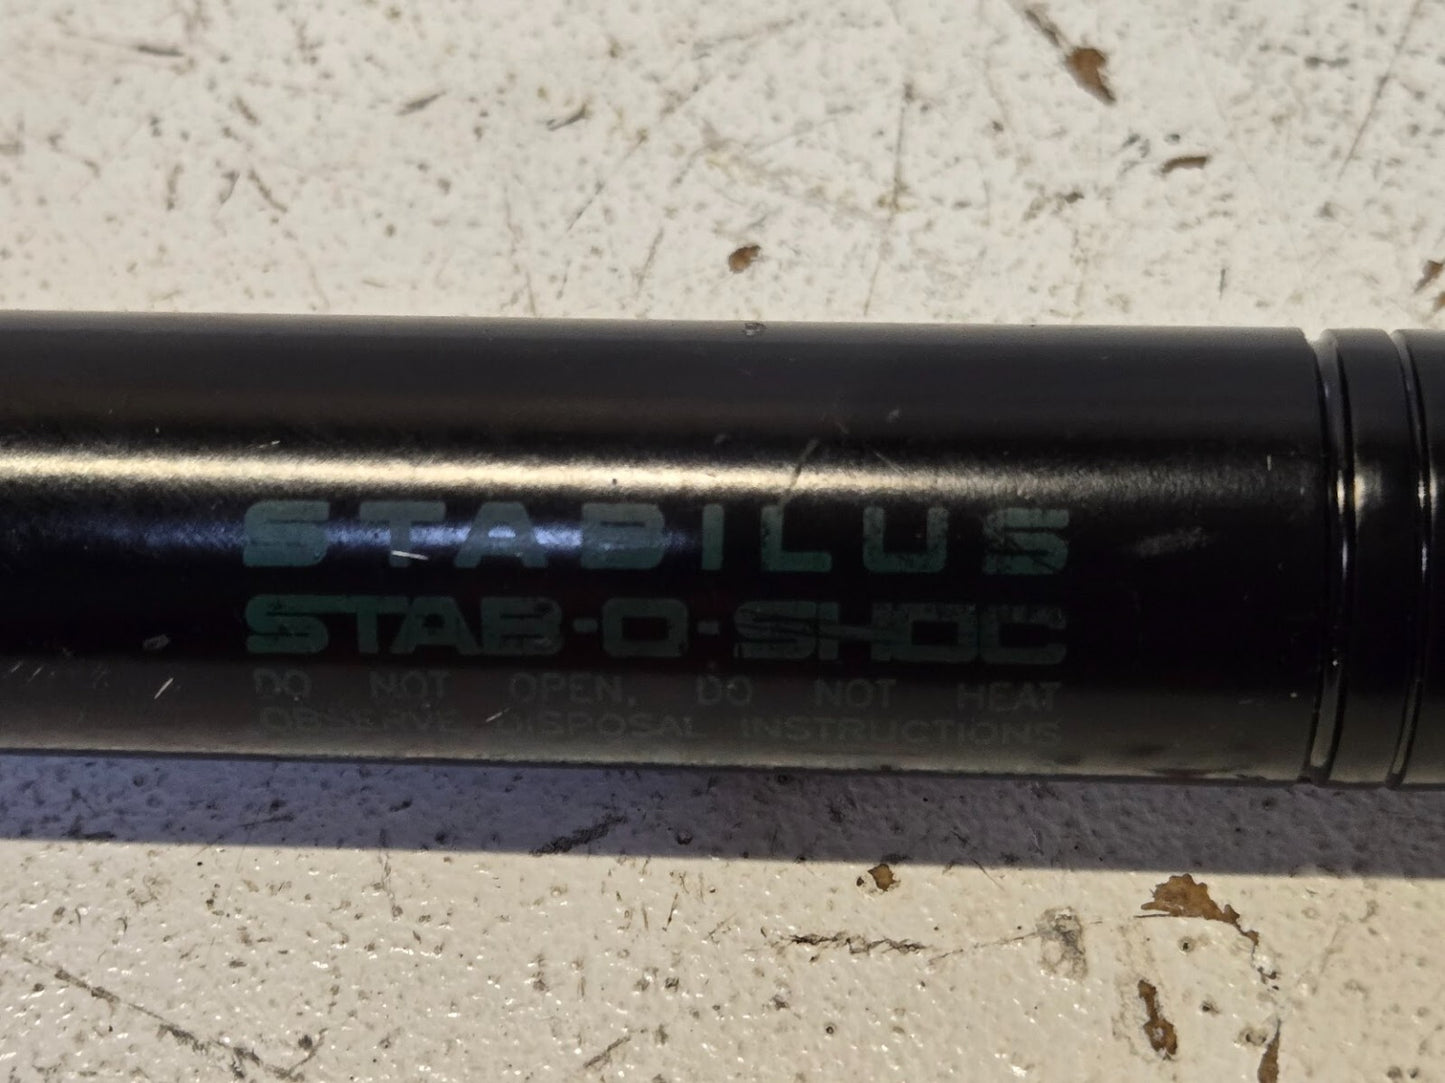 STABILUS
STAB-O-SHOC
DO NOT OPEN. DO NOT HEAT
OBSERVE DISPOSAL INSTRUCTIONS